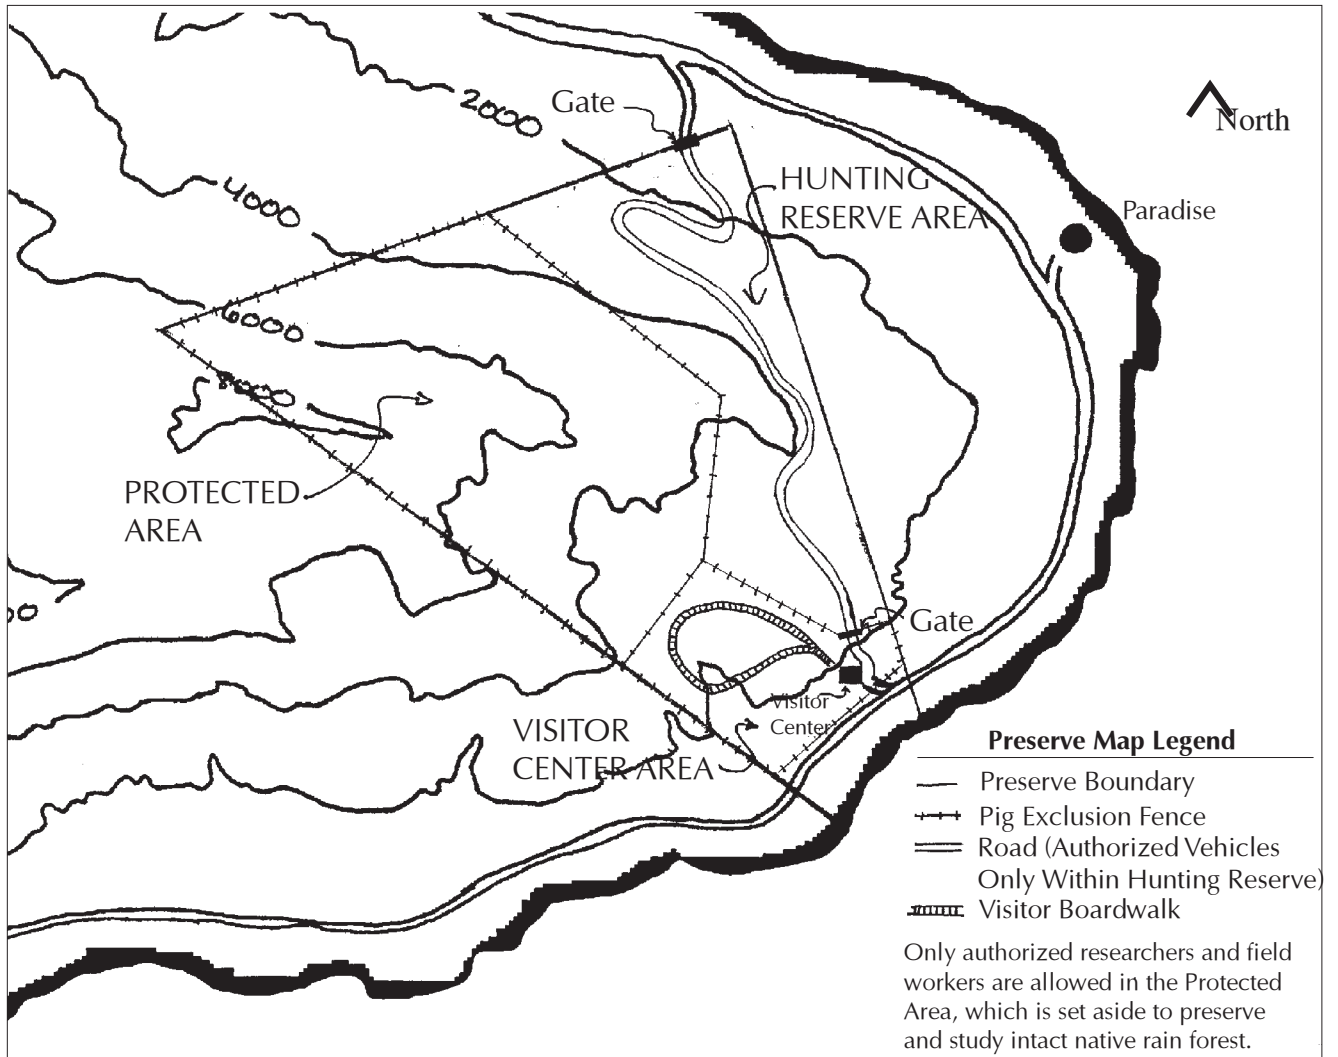 2000
Gate
North
4000
HUNTING
RESERVE AREA
Paradise
6000
8000
PROTECTED
AREA
Gate
Visitor
Center
VISITOR
CENTER AREA
Preserve Map Legend
Preserve Boundary
Pig Exclusion Fence
Road (Authorized Vehicles
Only Within Hunting Reserve)
Visitor Boardwalk
Only authorized researchers and field
workers are allowed in the Protected
Area, which is set aside to preserve
and study intact native rain forest.